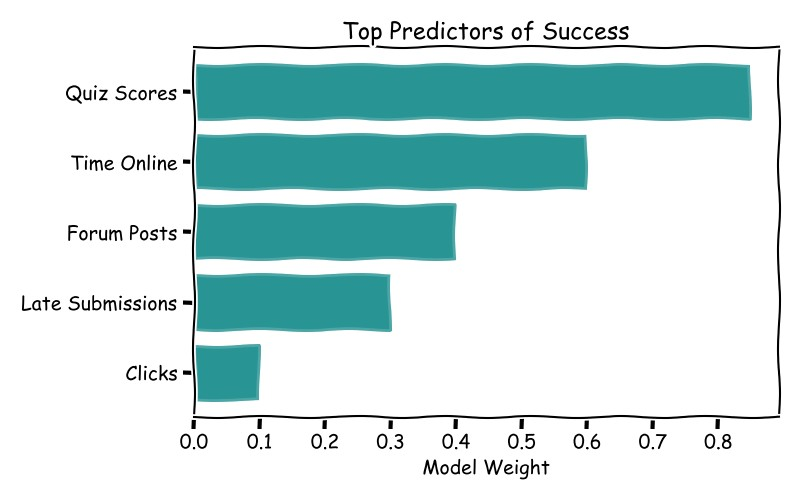 Top Predictors of Success
Quiz Scores
Time Online
Forum Posts
Late Submissions
Clicks
0.0 0.1 0.2 0.3 0.4 0.5 0.6 0.7 0.8
Model Weight